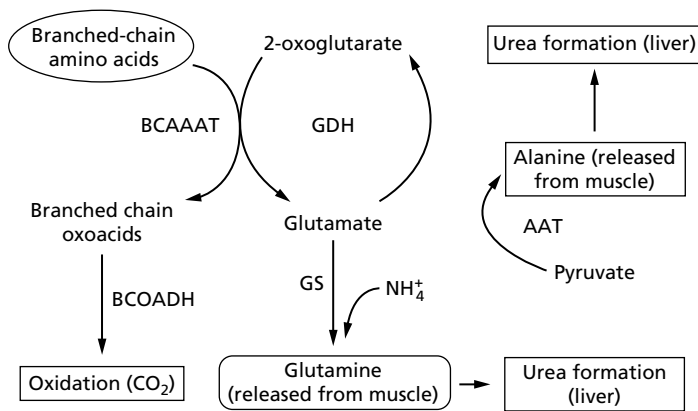 Branched-chain
amino acids
2-oxoglutarate
Urea formation (liver)
BCAAAT
GDH
Alanine (released
from muscle)
Branched chain
oxoacids
Glutamate
AAT
Pyruvate
BCOADH
GS
NH₄⁺
Oxidation (CO₂)
Glutamine
(released from muscle)
Urea formation
(liver)